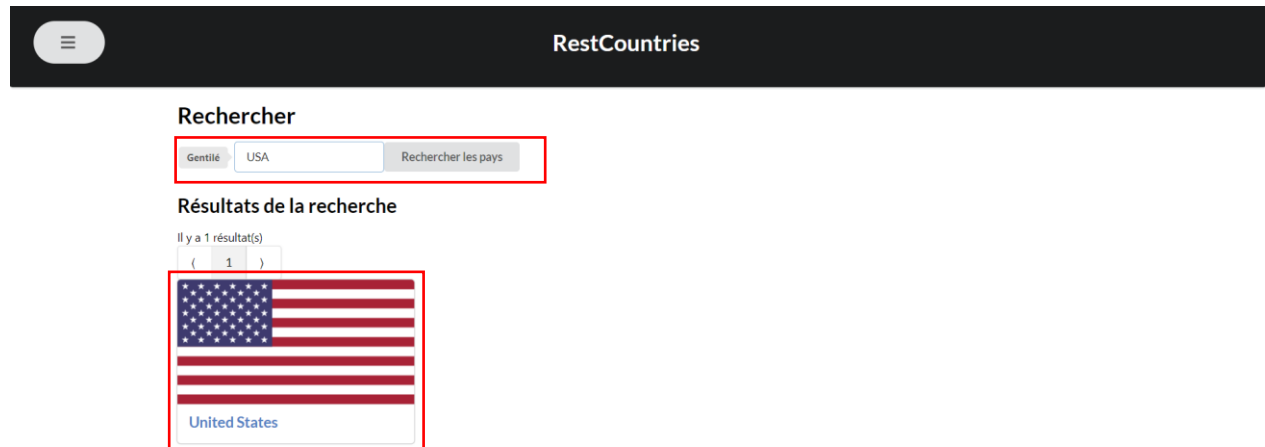 RestCountries
Rechercher
Gentilé USA Rechercher les pays
Résultats de la recherche
Il y a 1 résultat(s)
⟨ 1 ⟩
United States